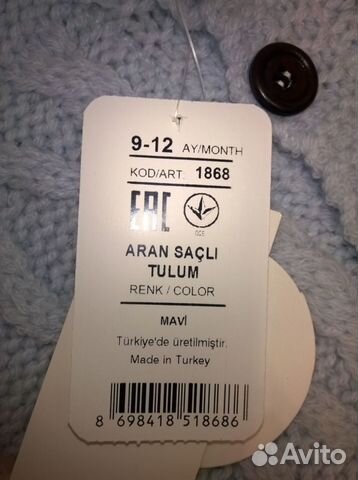 9-12 AY/MONTH
KOD/ART: 1868
EAC
ARAN SAÇLI
TULUM
RENK / COLOR
MAVİ
Türkiye'de üretilmiştir.
Made in Turkey
8 698418 518686
Avito